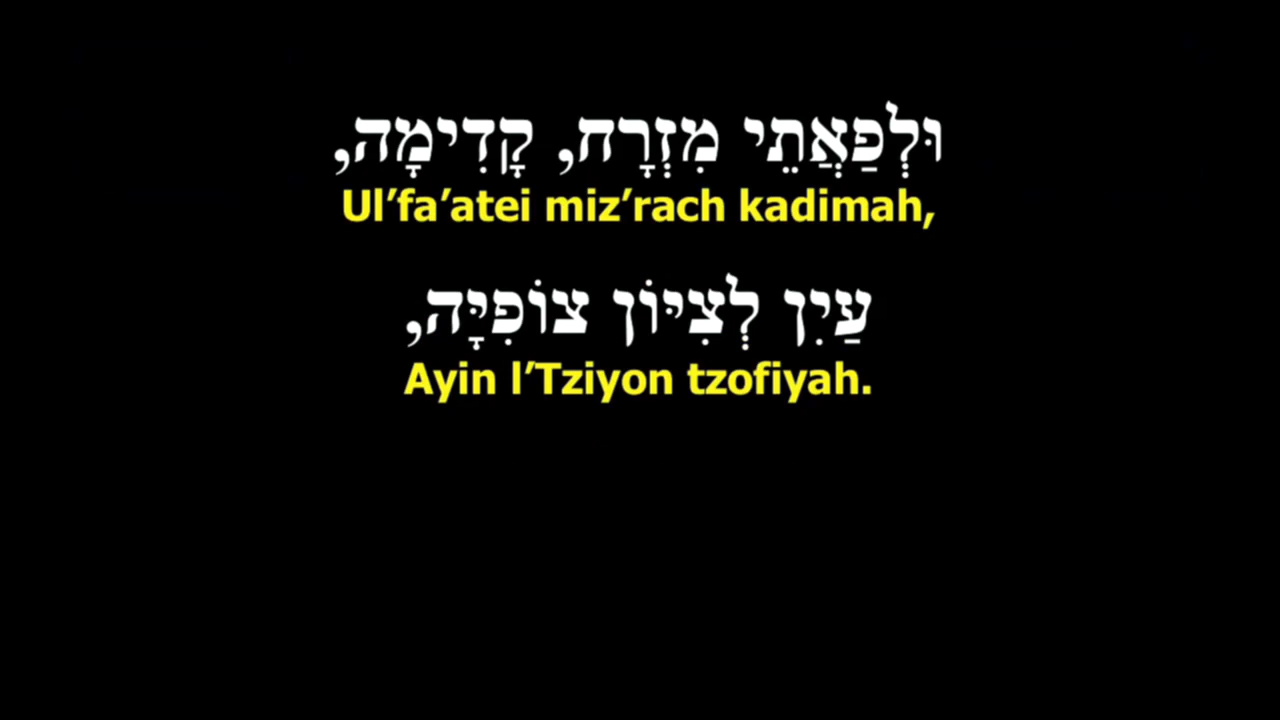 וּלְפַאֲתֵי מִזְרָח, קָדִימָה,
Ul’fa’atei miz’rach kadimah,
עַיִן לְצִיּוֹן צוֹפִיָּה,
Ayin l’Tziyon tzofiyah.